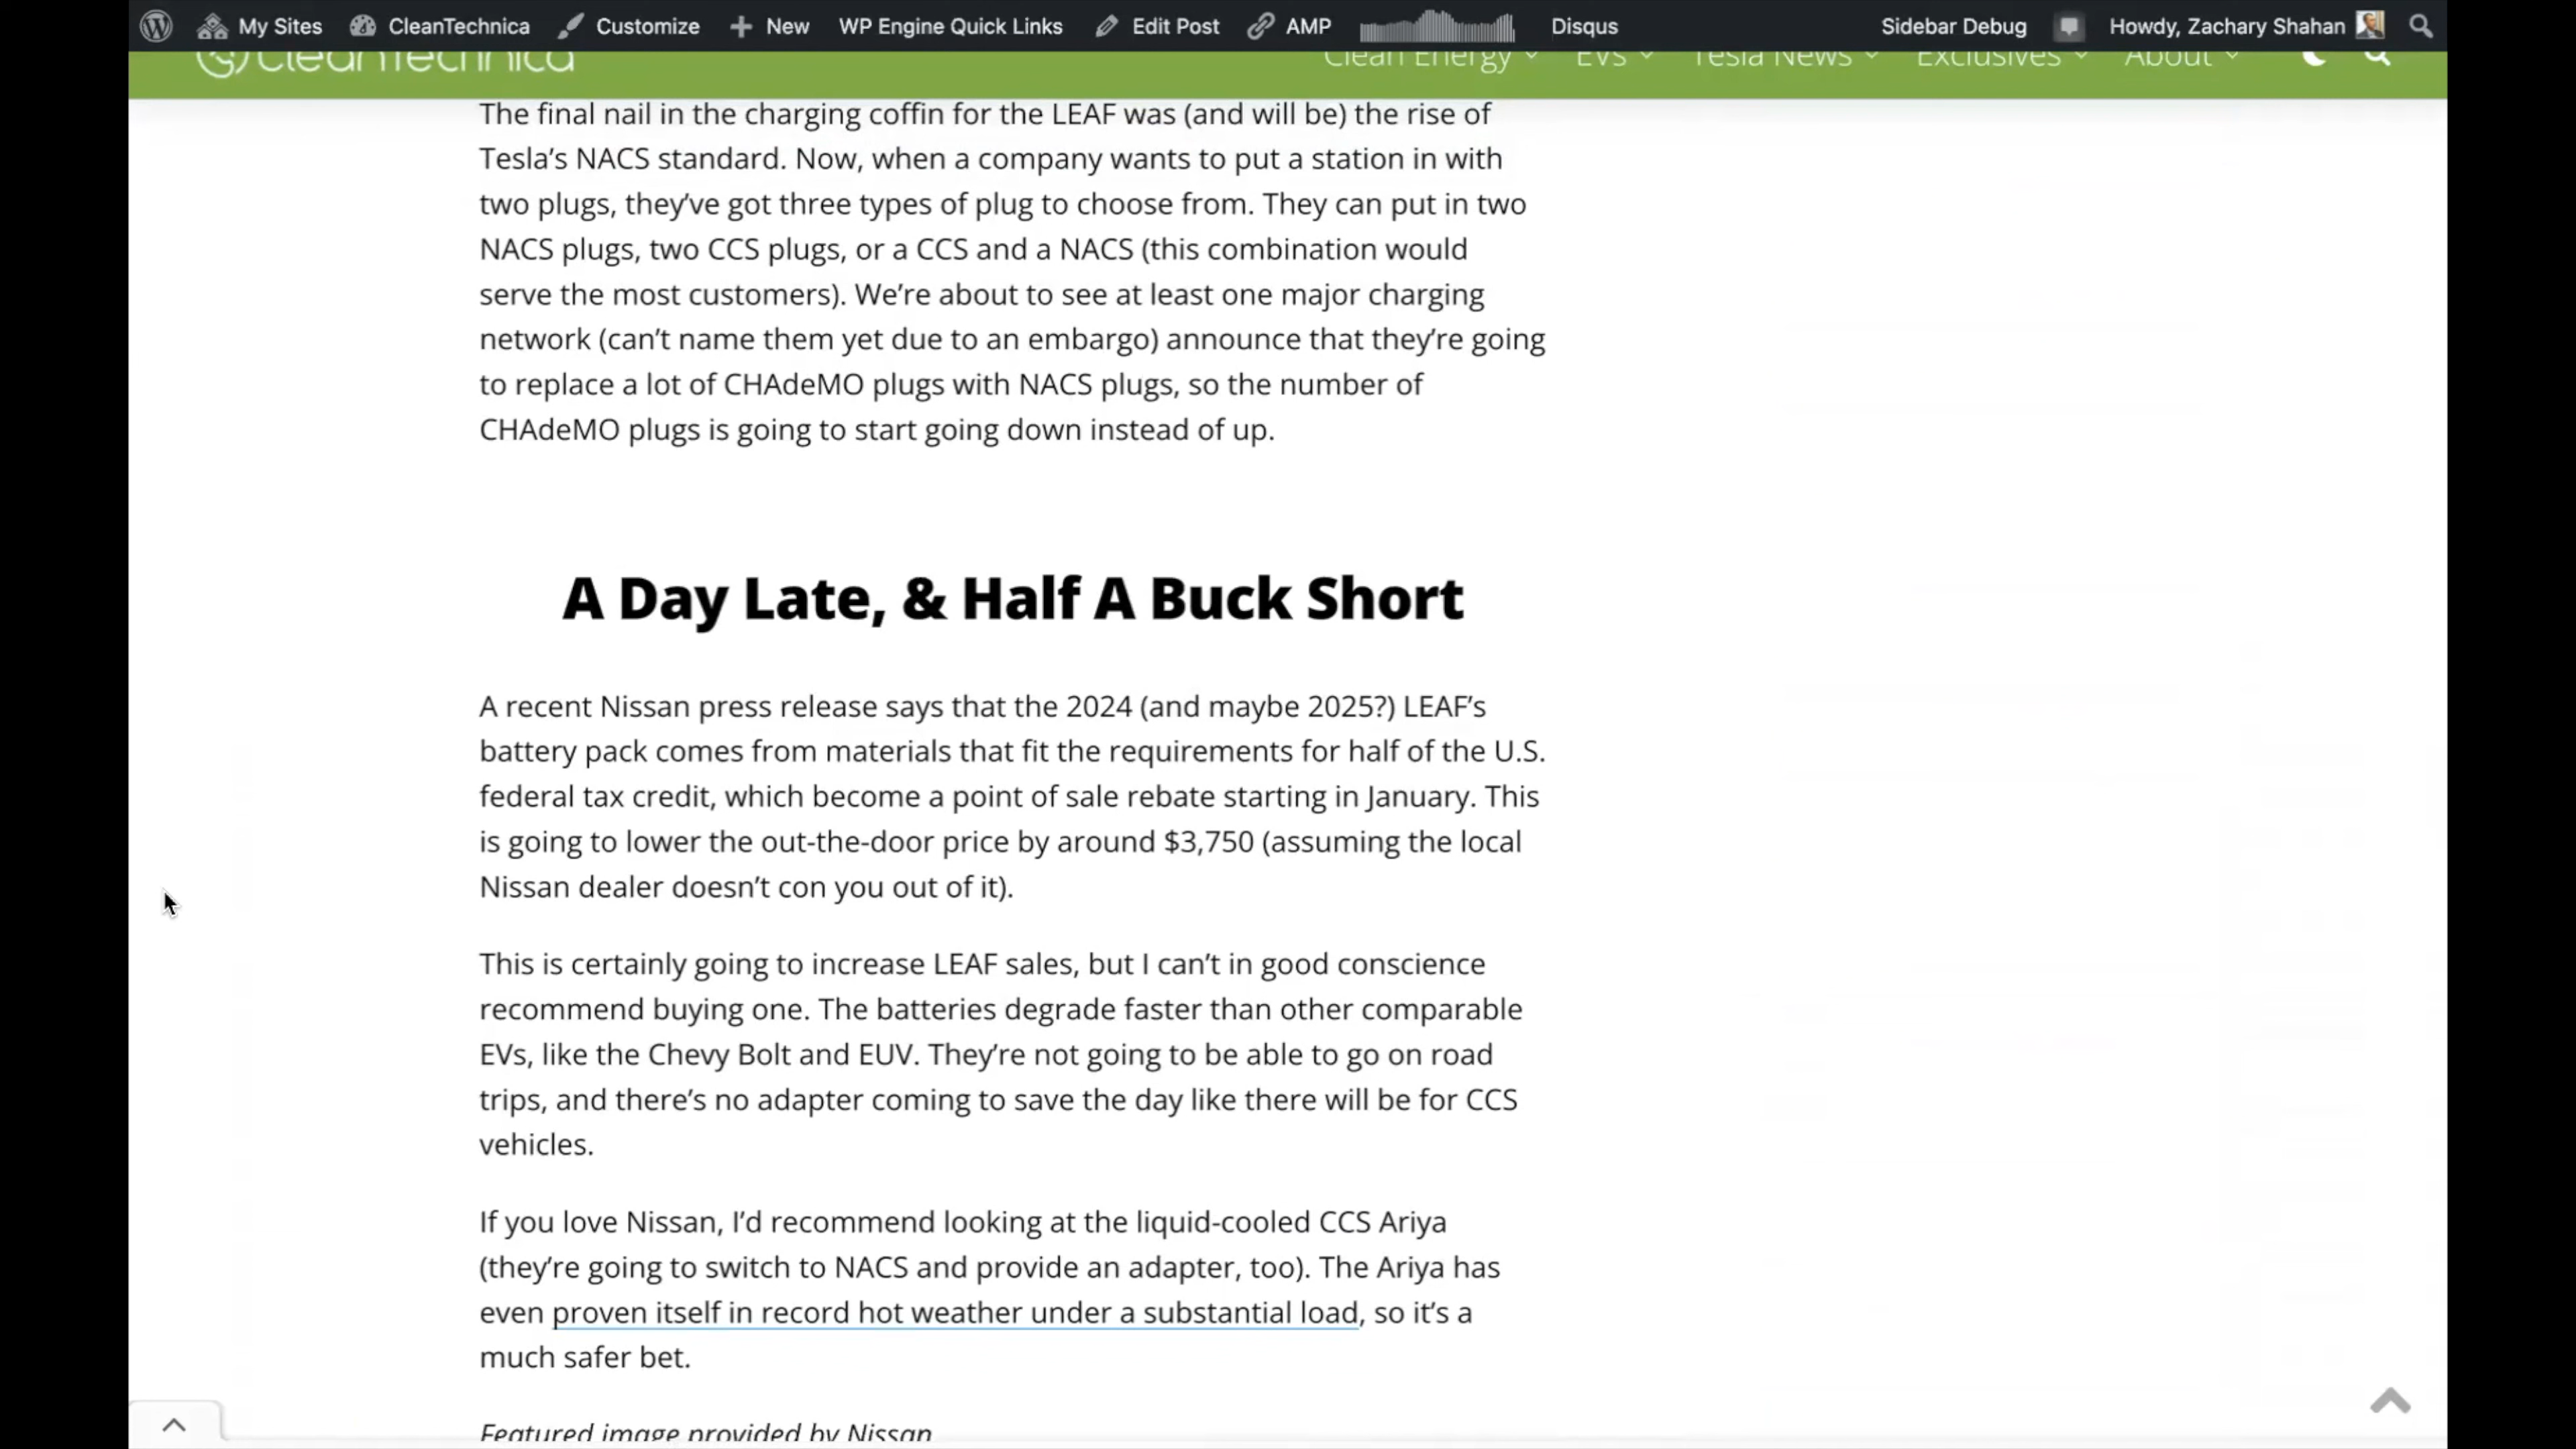 My Sites CleanTechnica Customize New WP Engine Quick Links Edit Post AMP Disqus Sidebar Debug Howdy, Zachary Shahan
CleanTechnica Clean Energy EVs Tesla News Exclusives About
The final nail in the charging coffin for the LEAF was (and will be) the rise of
Tesla’s NACS standard. Now, when a company wants to put a station in with
two plugs, they’ve got three types of plug to choose from. They can put in two
NACS plugs, two CCS plugs, or a CCS and a NACS (this combination would
serve the most customers). We’re about to see at least one major charging
network (can’t name them yet due to an embargo) announce that they’re going
to replace a lot of CHAdeMO plugs with NACS plugs, so the number of
CHAdeMO plugs is going to start going down instead of up.
A Day Late, & Half A Buck Short
A recent Nissan press release says that the 2024 (and maybe 2025?) LEAF’s
battery pack comes from materials that fit the requirements for half of the U.S.
federal tax credit, which become a point of sale rebate starting in January. This
is going to lower the out-the-door price by around $3,750 (assuming the local
Nissan dealer doesn’t con you out of it).
This is certainly going to increase LEAF sales, but I can’t in good conscience
recommend buying one. The batteries degrade faster than other comparable
EVs, like the Chevy Bolt and EUV. They’re not going to be able to go on road
trips, and there’s no adapter coming to save the day like there will be for CCS
vehicles.
If you love Nissan, I’d recommend looking at the liquid-cooled CCS Ariya
(they’re going to switch to NACS and provide an adapter, too). The Ariya has
even proven itself in record hot weather under a substantial load, so it’s a
much safer bet.
Featured image provided by Nissan